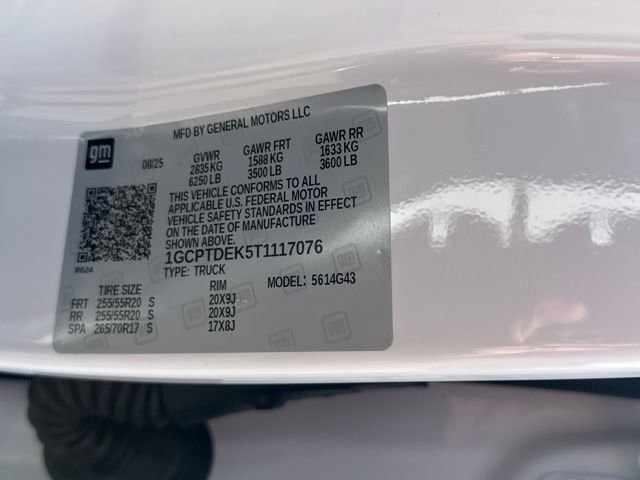 MFD BY GENERAL MOTORS LLC
gm
08/25 GVWR GAWR FRT GAWR RR
2835 KG 1588 KG 1633 KG
6250 LB 3500 LB 3600 LB
THIS VEHICLE CONFORMS TO ALL
APPLICABLE U.S. FEDERAL MOTOR
VEHICLE SAFETY STANDARDS IN EFFECT
ON THE DATE OF MANUFACTURE
SHOWN ABOVE.
B624
1GCPTDEK5T1117076
TYPE: TRUCK MODEL: 5614G43
TIRE SIZE RIM
FRT 255/55R20 S 20X9J
RR 255/55R20 S 20X9J
SPA 265/70R17 S 17X8J